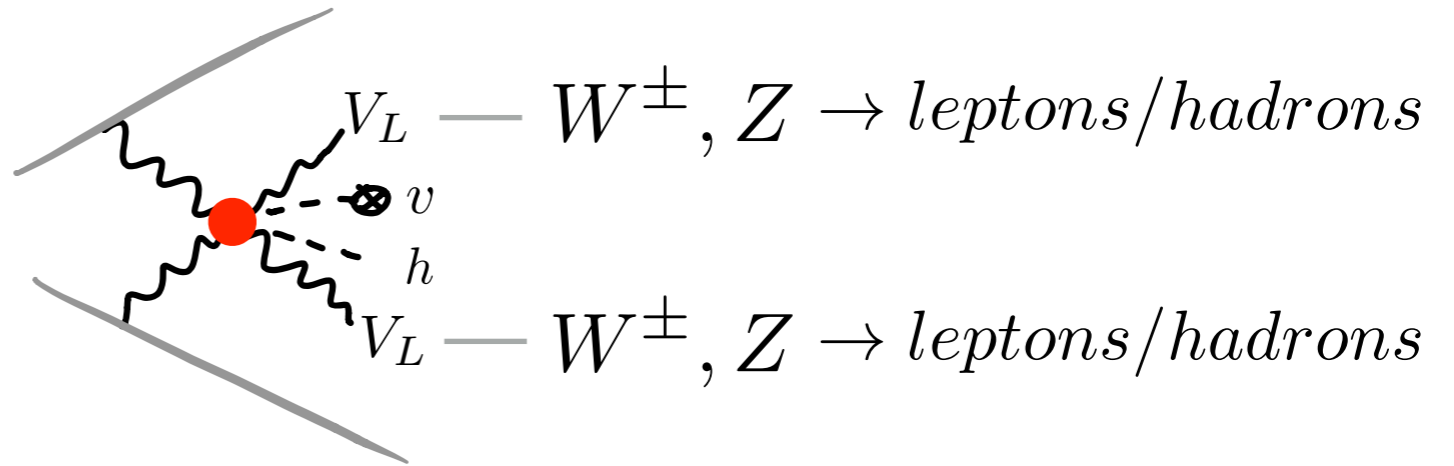 V_L — W^±, Z → leptons/hadrons
v
h
V_L — W^±, Z → leptons/hadrons